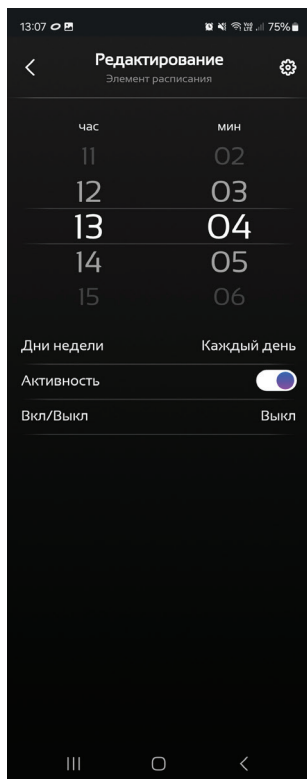 13:07 75%
Редактирование
Элемент расписания
час мин
11 02
12 03
13 04
14 05
15 06
Дни недели Каждый день
Активность
Вкл/Выкл Выкл